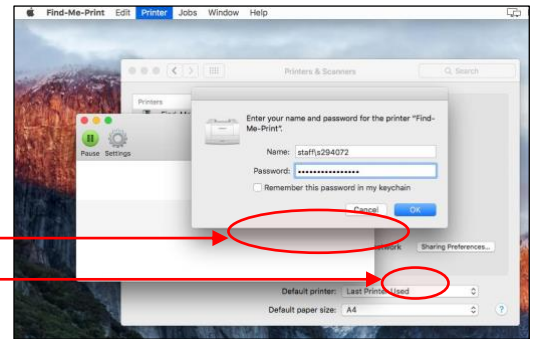 Find-Me-Print Edit Printer Jobs Window Help
Printers & Scanners
Search
Printers
Enter your name and password for the printer "Find-
Me-Print".
Pause Settings
Name: staff\s294072
Password: ••••••••••••••••
Remember this password in my keychain
Cancel OK
Sharing Preferences...
Default printer: Last Printer Used
Default paper size: A4
?